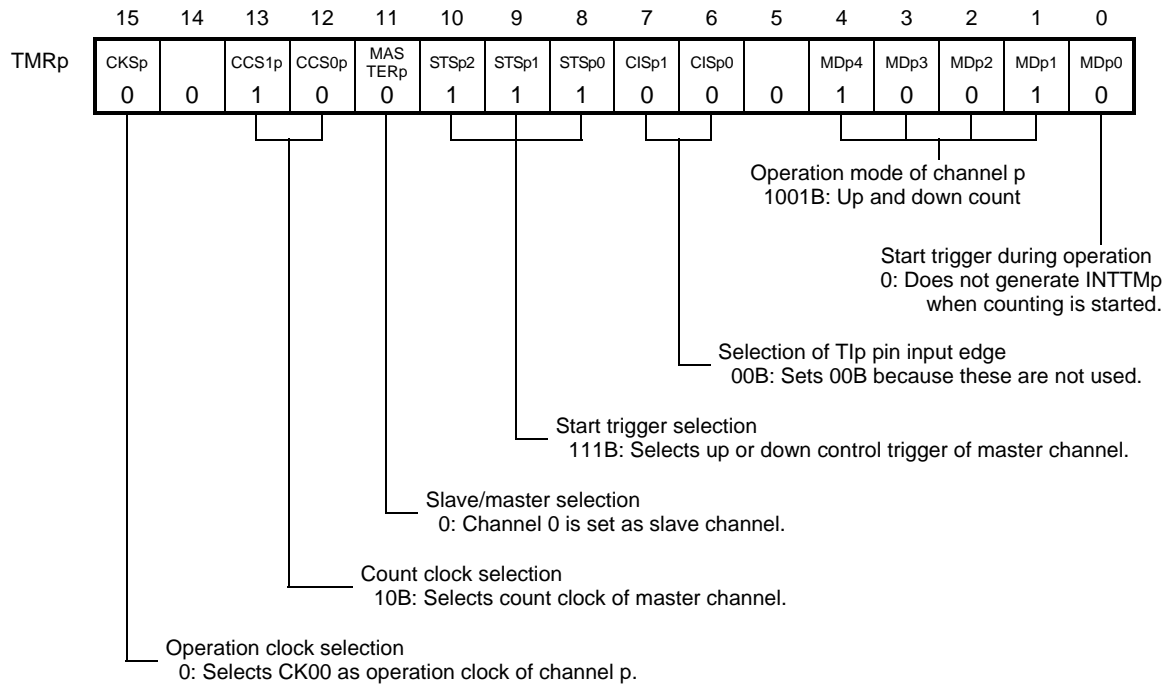 15 14 13 12 11 10 9 8 7 6 5 4 3 2 1 0
TMRp CKSp CCS1p CCS0p MAS TERp STSp2 STSp1 STSp0 CISp1 CISp0 MDp4 MDp3 MDp2 MDp1 MDp0
0 0 1 0 0 1 1 1 0 0 0 1 0 0 1 0
Operation mode of channel p
1001B: Up and down count
Start trigger during operation
0: Does not generate INTTMp
when counting is started.
Selection of TIp pin input edge
00B: Sets 00B because these are not used.
Start trigger selection
111B: Selects up or down control trigger of master channel.
Slave/master selection
0: Channel 0 is set as slave channel.
Count clock selection
10B: Selects count clock of master channel.
Operation clock selection
0: Selects CK00 as operation clock of channel p.